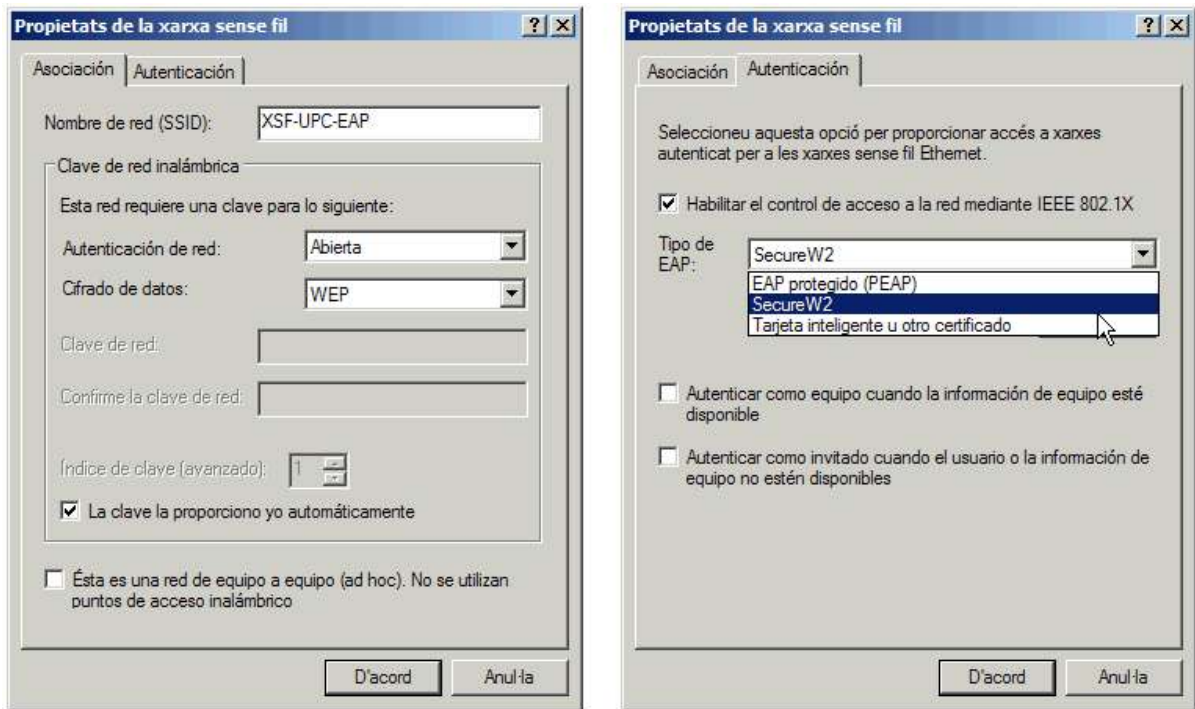 Propietats de la xarxa sense fil
Asociación
Autenticación
Nombre de red (SSID):
XSF-UPC-EAP
Clave de red inalámbrica
Esta red requiere una clave para lo siguiente:
Autenticación de red:
Abierta
Cifrado de datos:
WEP
Clave de red:
Confirme la clave de red:
Índice de clave (avanzado):
1
La clave la proporciono yo automáticamente
Ésta es una red de equipo a equipo (ad hoc). No se utilizan
puntos de acceso inalámbrico
D'acord
Anul·la
Propietats de la xarxa sense fil
Asociación
Autenticación
Seleccioneu aquesta opció per proporcionar accés a xarxes
autenticat per a les xarxes sense fil Ethernet.
Habilitar el control de acceso a la red mediante IEEE 802.1X
Tipo de
EAP:
SecureW2
EAP protegido (PEAP)
SecureW2
Tarjeta inteligente u otro certificado
Autenticar como equipo cuando la información de equipo esté
disponible
Autenticar como invitado cuando el usuario o la información de
equipo no estén disponibles
D'acord
Anul·la